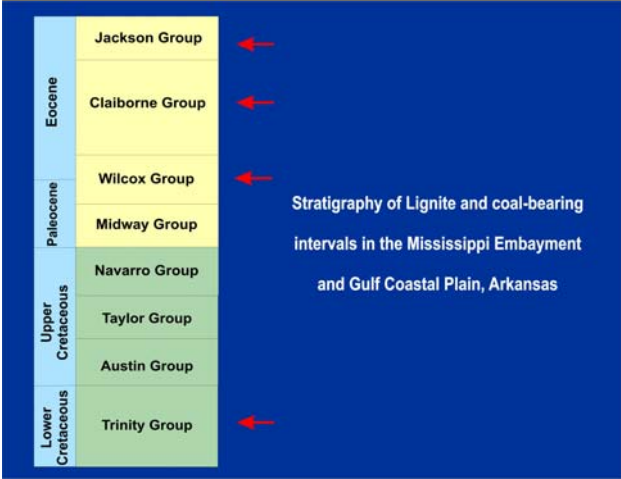 Eocene
Jackson Group
Claiborne Group
Wilcox Group
Paleocene
Midway Group
Upper
Cretaceous
Navarro Group
Taylor Group
Austin Group
Lower
Cretaceous
Trinity Group
Stratigraphy of Lignite and coal-bearing
intervals in the Mississippi Embayment
and Gulf Coastal Plain, Arkansas